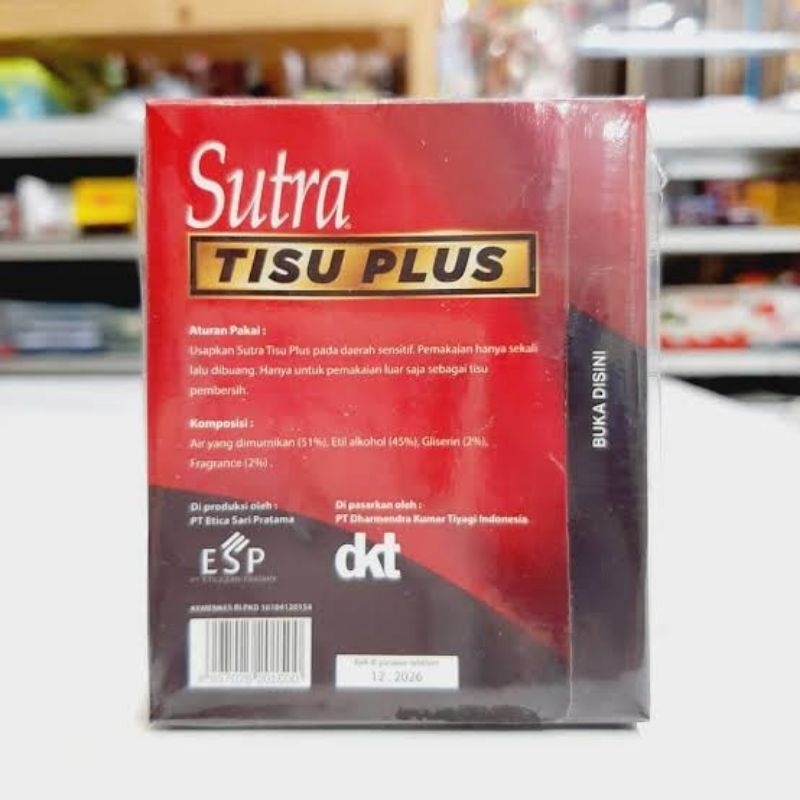 Sutra
TISU PLUS
Aturan Pakai :
Usapkan Sutra Tisu Plus pada daerah sensitif. Pemakaian hanya sekali
lalu dibuang. Hanya untuk pemakaian luar saja sebagai tisu
pembersih.
Komposisi :
Air yang dimurnikan (51%), Etil alkohol (45%), Gliserin (2%),
Fragrance (2%) .
Di produksi oleh :
PT Etica Sari Pratama
ESP
Di pasarkan oleh :
PT Dharmendra Kumar Tiyagi Indonesia
dkt
KEMENKES RI PKD
12 . 2026
BUKA DISINI